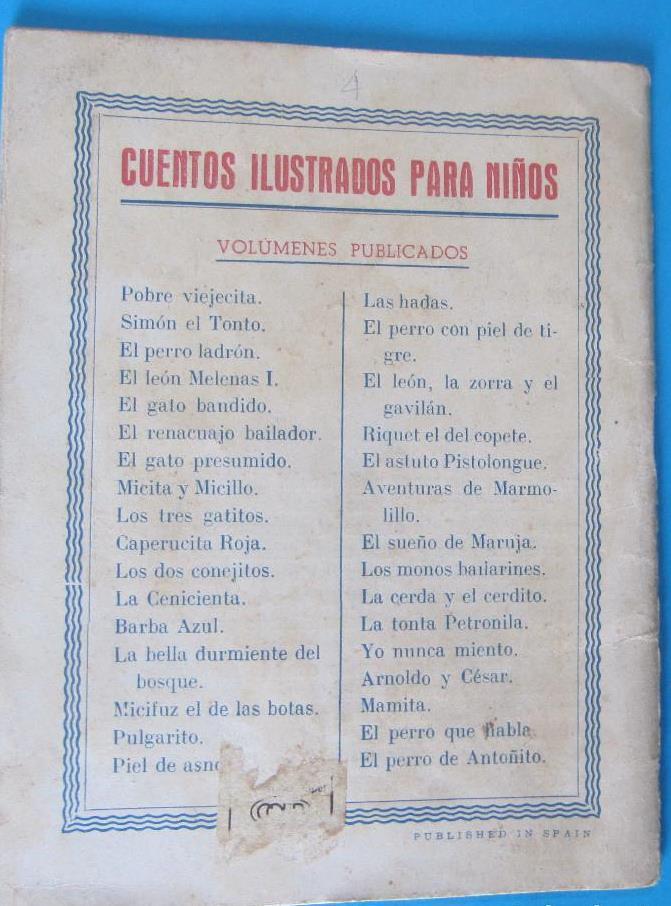 4
CUENTOS ILUSTRADOS PARA NIÑOS
VOLÚMENES PUBLICADOS
Pobre viejecita.
Simón el Tonto.
El perro ladrón.
El león Melenas I.
El gato bandido.
El renacuajo bailador.
El gato presumido.
Micita y Micillo.
Los tres gatitos.
Caperucita Roja.
Los dos conejitos.
La Cenicienta.
Barba Azul.
La bella durmiente del
bosque.
Micifuz el de las botas.
Pulgarito.
Piel de asno
Las hadas.
El perro con piel de ti-
gre.
El león, la zorra y el
gavilán.
Riquet el del copete.
El astuto Pistolongue.
Aventuras de Marmo-
lillo.
El sueño de Maruja.
Los monos bailarines.
La cerda y el cerdito.
La tonta Petronila.
Yo nunca miento.
Arnoldo y César.
Mamita.
El perro que habla
El perro de Antoñito.
PUBLISHED IN SPAIN